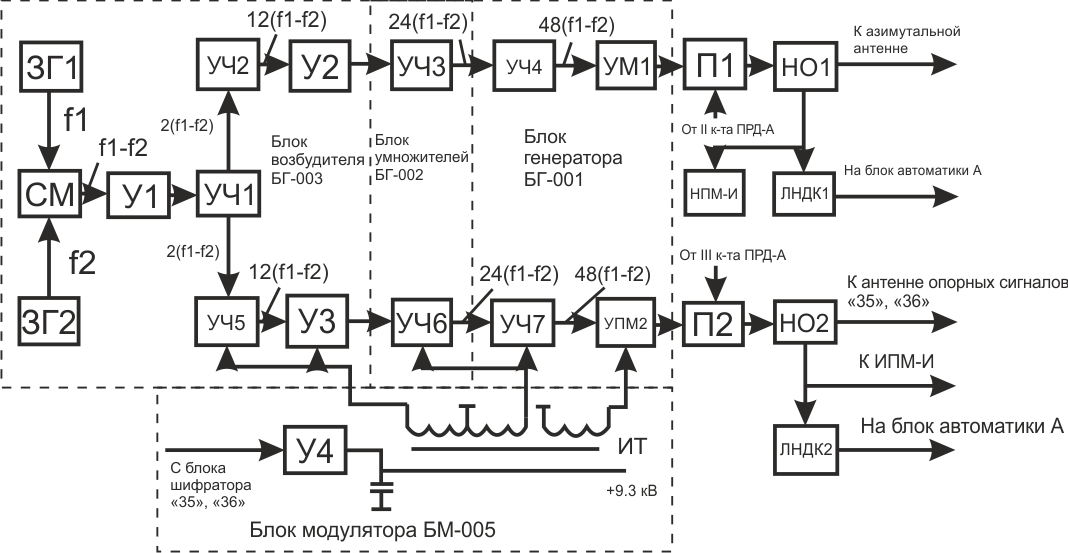 12(f1-f2)
24(f1-f2)
48(f1-f2)
ЗГ1
УЧ2
У2
УЧ3
УЧ4
УМ1
П1
НО1
К азимутальной
антенне
f1
2(f1-f2)
От II к-та ПРД-А
f1-f2
Блок
возбудителя
БГ-003
Блок
умножителей
БГ-002
Блок
генератора
БГ-001
СМ
У1
УЧ1
НПМ-И
ЛНДК1
На блок автоматики А
f2
2(f1-f2)
12(f1-f2)
24(f1-f2)
48(f1-f2)
От III к-та ПРД-А
К антенне опорных сигналов
«35», «36»
ЗГ2
УЧ5
У3
УЧ6
УЧ7
УПМ2
П2
НО2
К ИПМ-И
ИТ
У4
ЛНДК2
На блок автоматики А
С блока
шифратора
«35», «36»
+9.3 кВ
Блок модулятора БМ-005